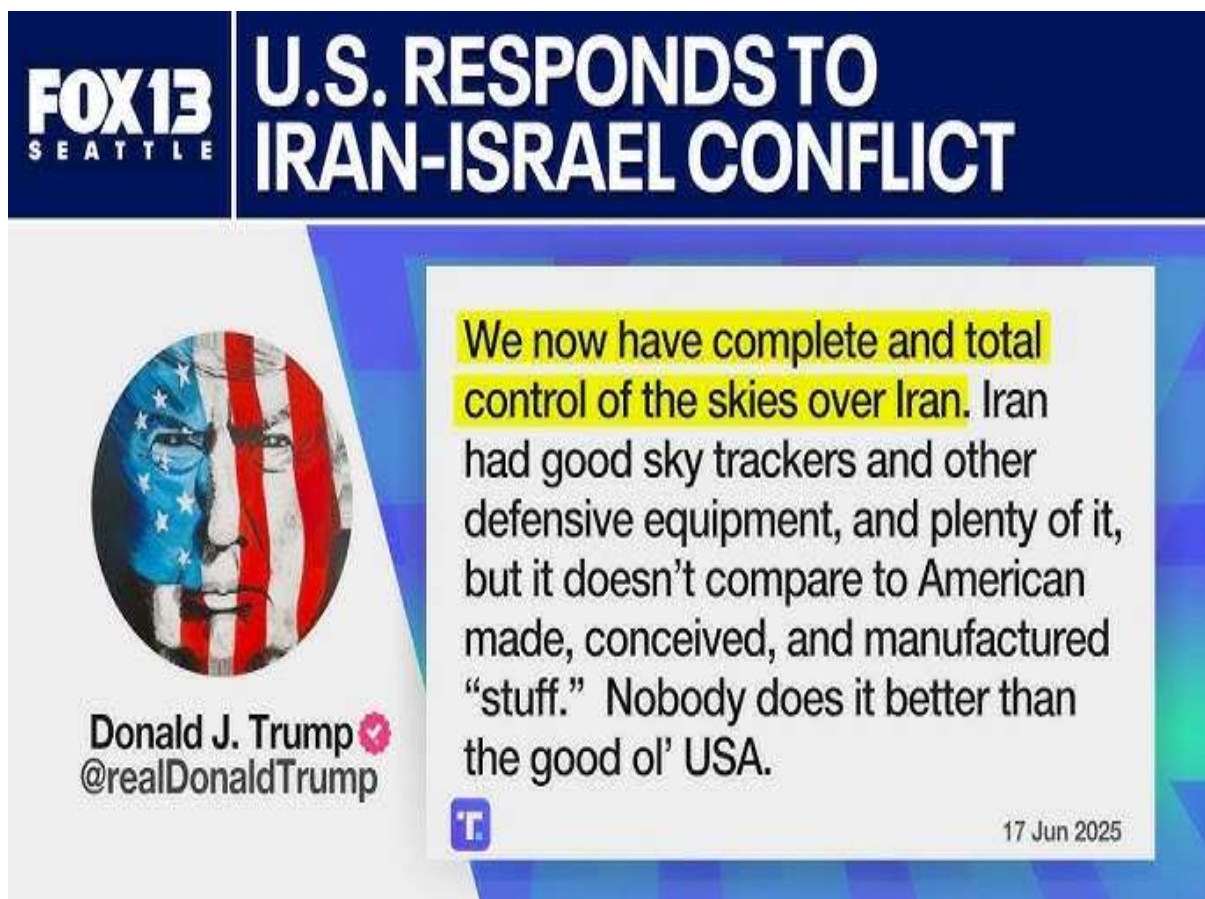 FOX 13
SEATTLE
U.S. RESPONDS TO
IRAN-ISRAEL CONFLICT
We now have complete and total
control of the skies over Iran. Iran
had good sky trackers and other
defensive equipment, and plenty of it,
but it doesn’t compare to American
made, conceived, and manufactured
“stuff.”  Nobody does it better than
the good ol’ USA.
Donald J. Trump
@realDonaldTrump
T.
17 Jun 2025